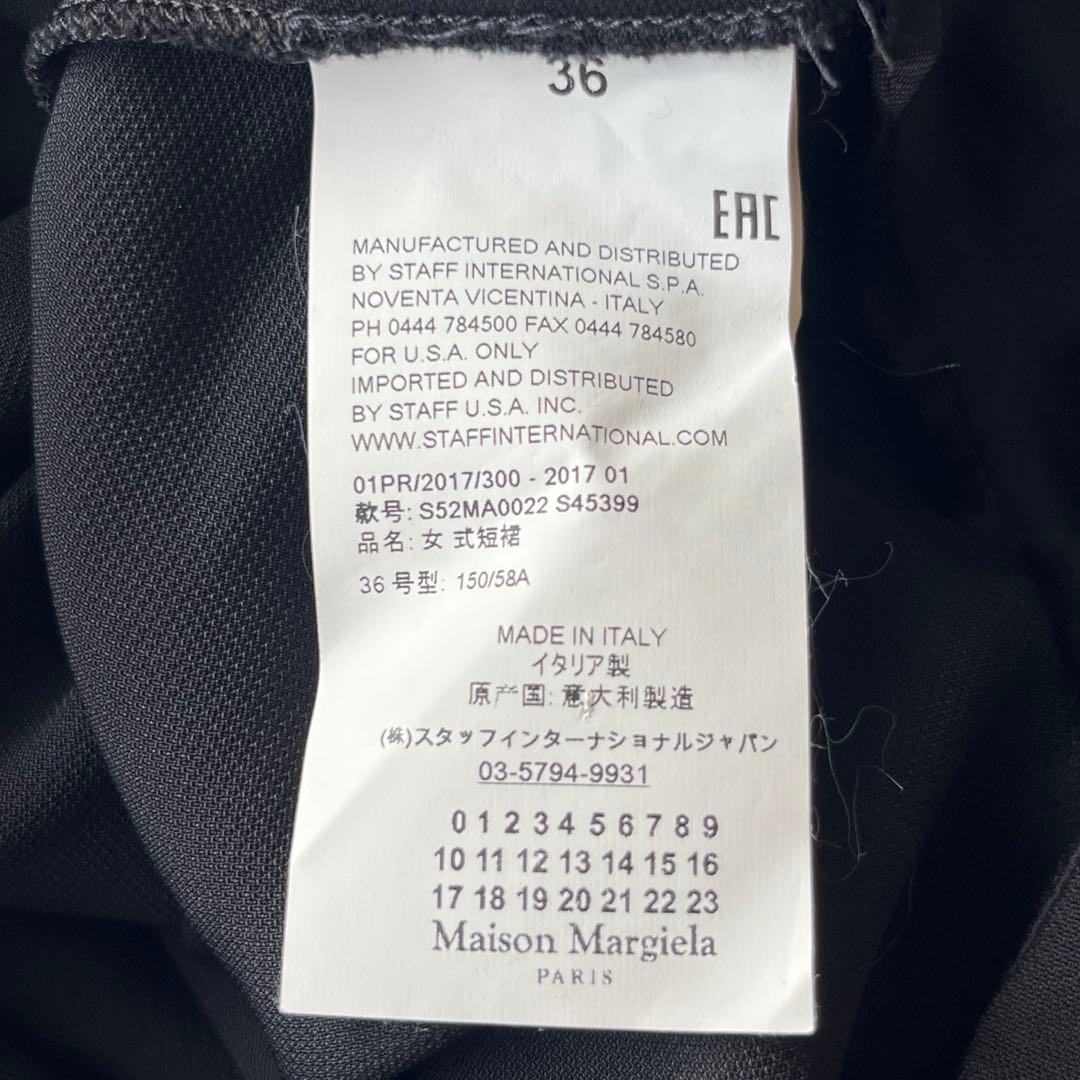 36
EAC
MANUFACTURED AND DISTRIBUTED
BY STAFF INTERNATIONAL S.P.A.
NOVENTA VICENTINA - ITALY
PH 0444 784500 FAX 0444 784580
FOR U.S.A. ONLY
IMPORTED AND DISTRIBUTED
BY STAFF U.S.A. INC.
WWW.STAFFINTERNATIONAL.COM
01PR/2017/300 - 2017 01
款号: S52MA0022 S45399
品名: 女 式短裙
36 号型: 150/58A
MADE IN ITALY
イタリア製
原产国: 意大利製造
(株)スタッフインターナショナルジャパン
03-5794-9931
0 1 2 3 4 5 6 7 8 9
10 11 12 13 14 15 16
17 18 19 20 21 22 23
Maison Margiela
PARIS